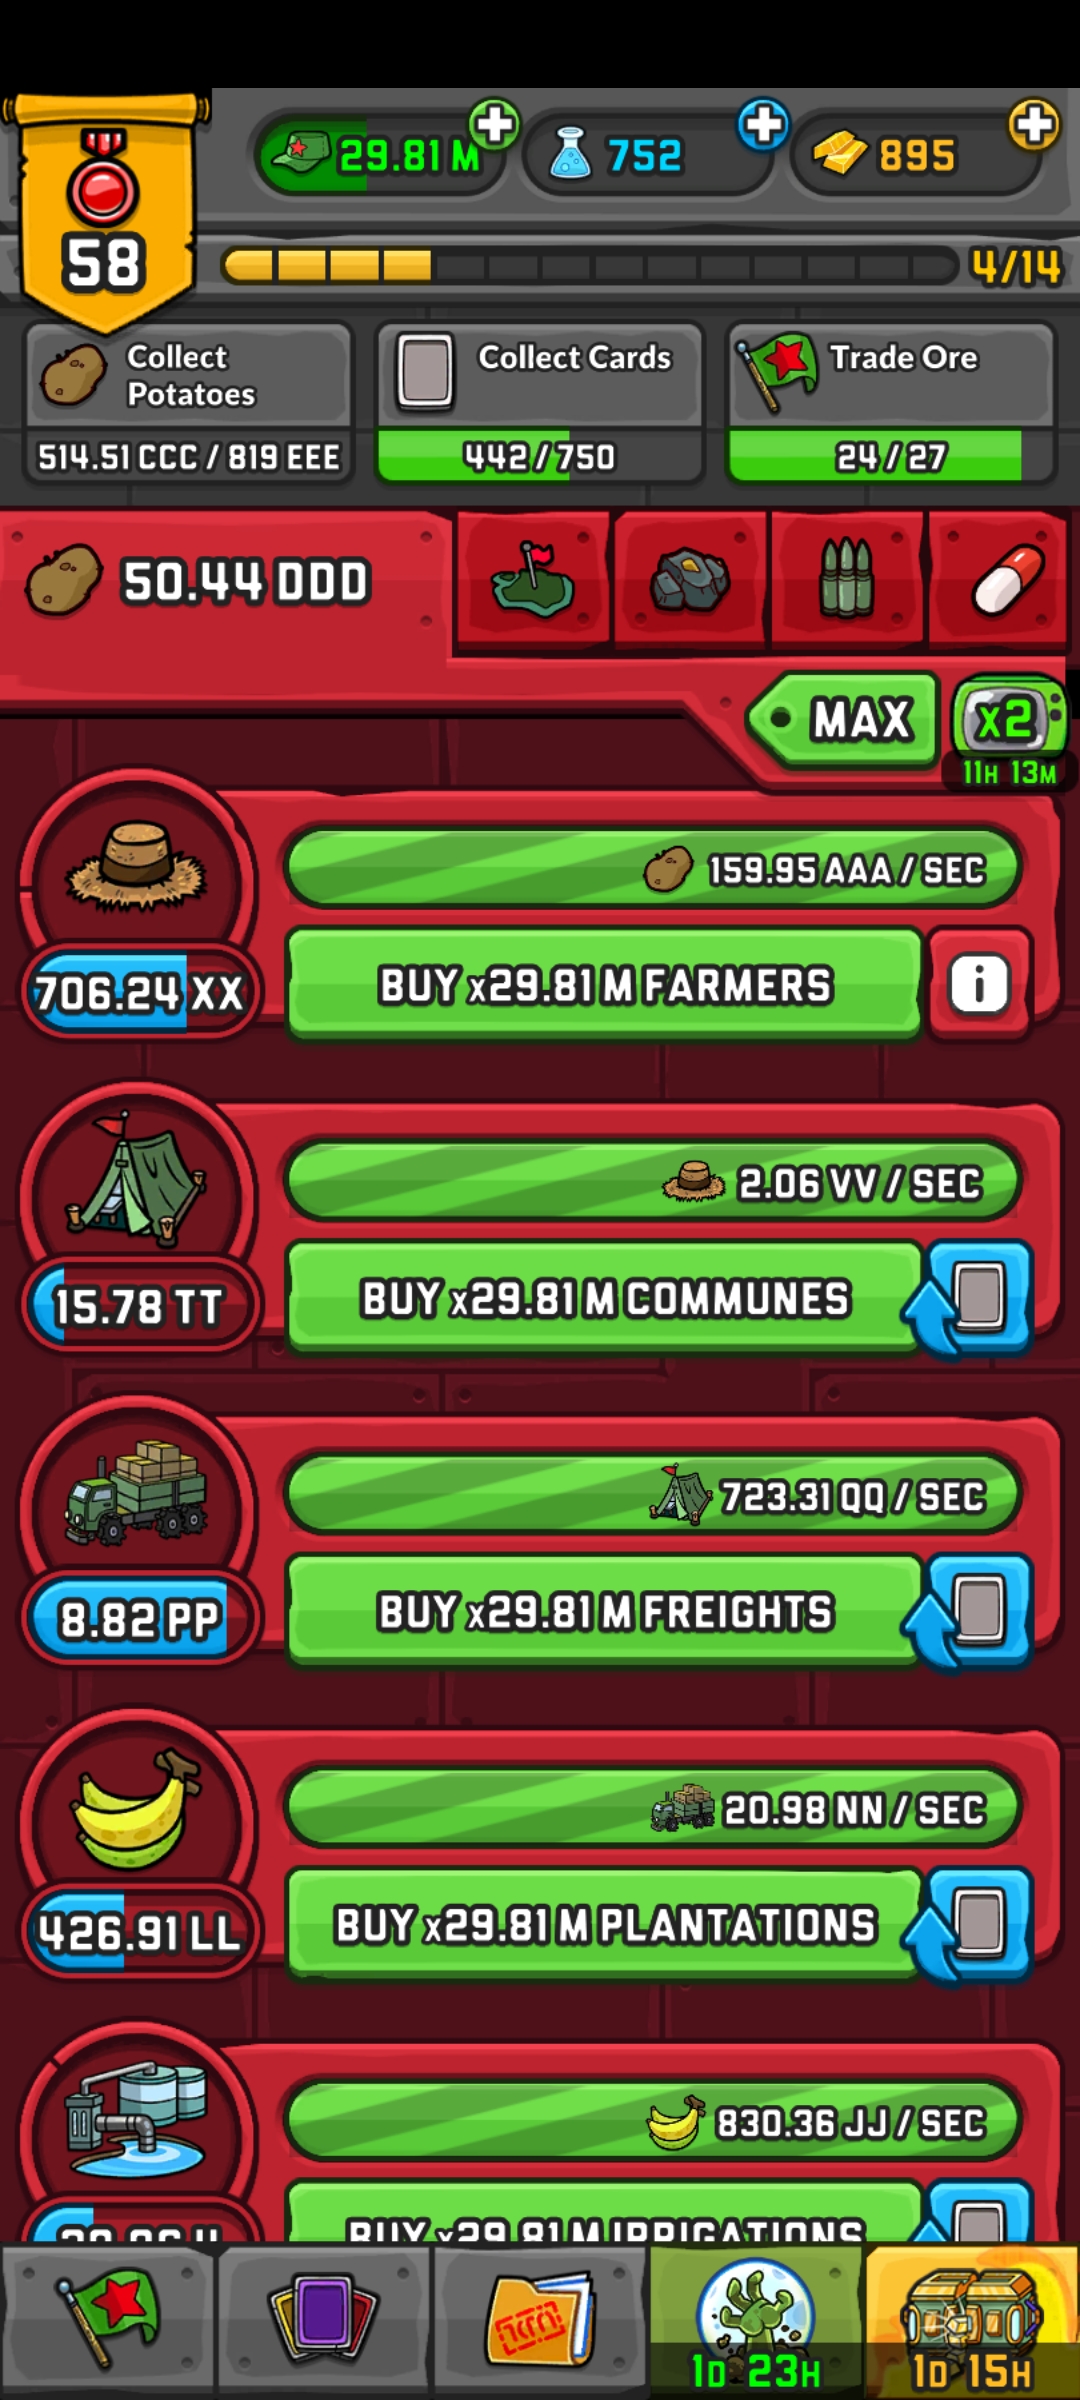 29.81 M
752
895
58
4/14
Collect Potatoes
514.51 CCC / 819 EEE
Collect Cards
442/750
Trade Ore
24/27
50.44 DDD
MAX
x2
11H 13M
159.95 AAA / SEC
706.24 XX
BUY x29.81 M FARMERS
i
2.06 VV / SEC
15.78 TT
BUY x29.81 M COMMUNES
723.31 QQ / SEC
8.82 PP
BUY x29.81 M FREIGHTS
20.98 NN / SEC
426.91 LL
BUY x29.81 M PLANTATIONS
830.36 JJ / SEC
BUY x29.81 M IRRIGATIONS
1D 23H
1D 15H